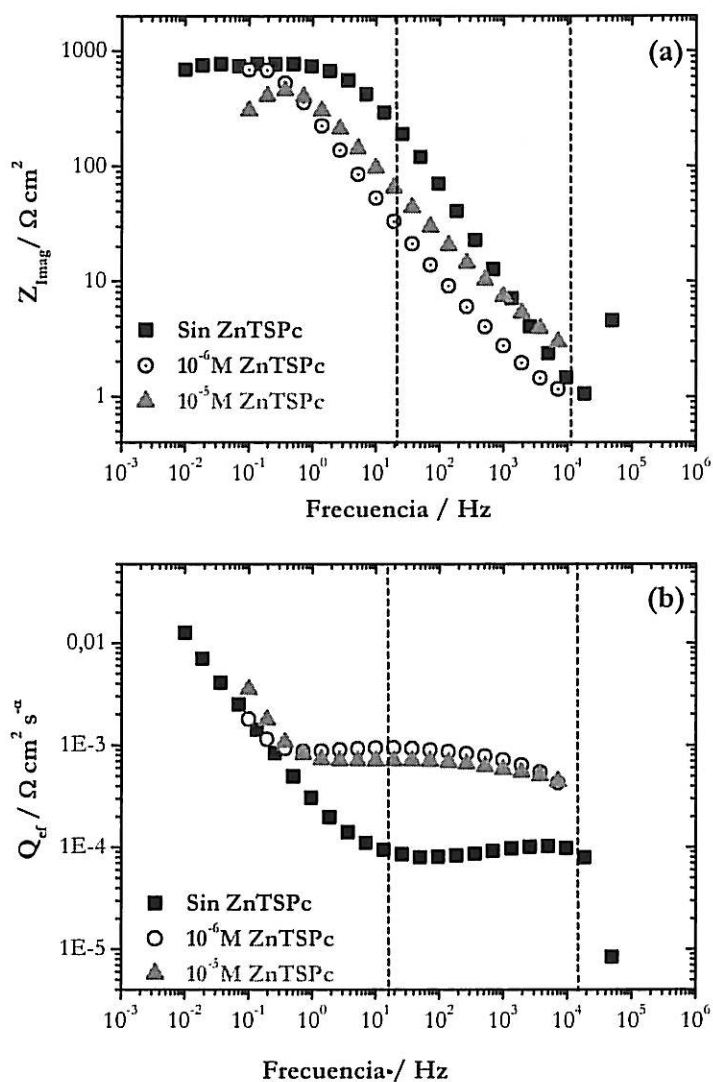 (a)
1000
100
10
1
Z_Imag / Ω cm²
■ Sin ZnTSPc
⊙ 10⁻⁶M ZnTSPc
▲ 10⁻⁵M ZnTSPc
10⁻³ 10⁻² 10⁻¹ 10⁰ 10¹ 10² 10³ 10⁴ 10⁵ 10⁶
Frecuencia / Hz
(b)
0,01
1E-3
1E-4
1E-5
Q_ef / Ω cm² s⁻ᵅ
■ Sin ZnTSPc
○ 10⁻⁶M ZnTSPc
▲ 10⁻⁵M ZnTSPc
10⁻³ 10⁻² 10⁻¹ 10⁰ 10¹ 10² 10³ 10⁴ 10⁵ 10⁶
Frecuencia / Hz